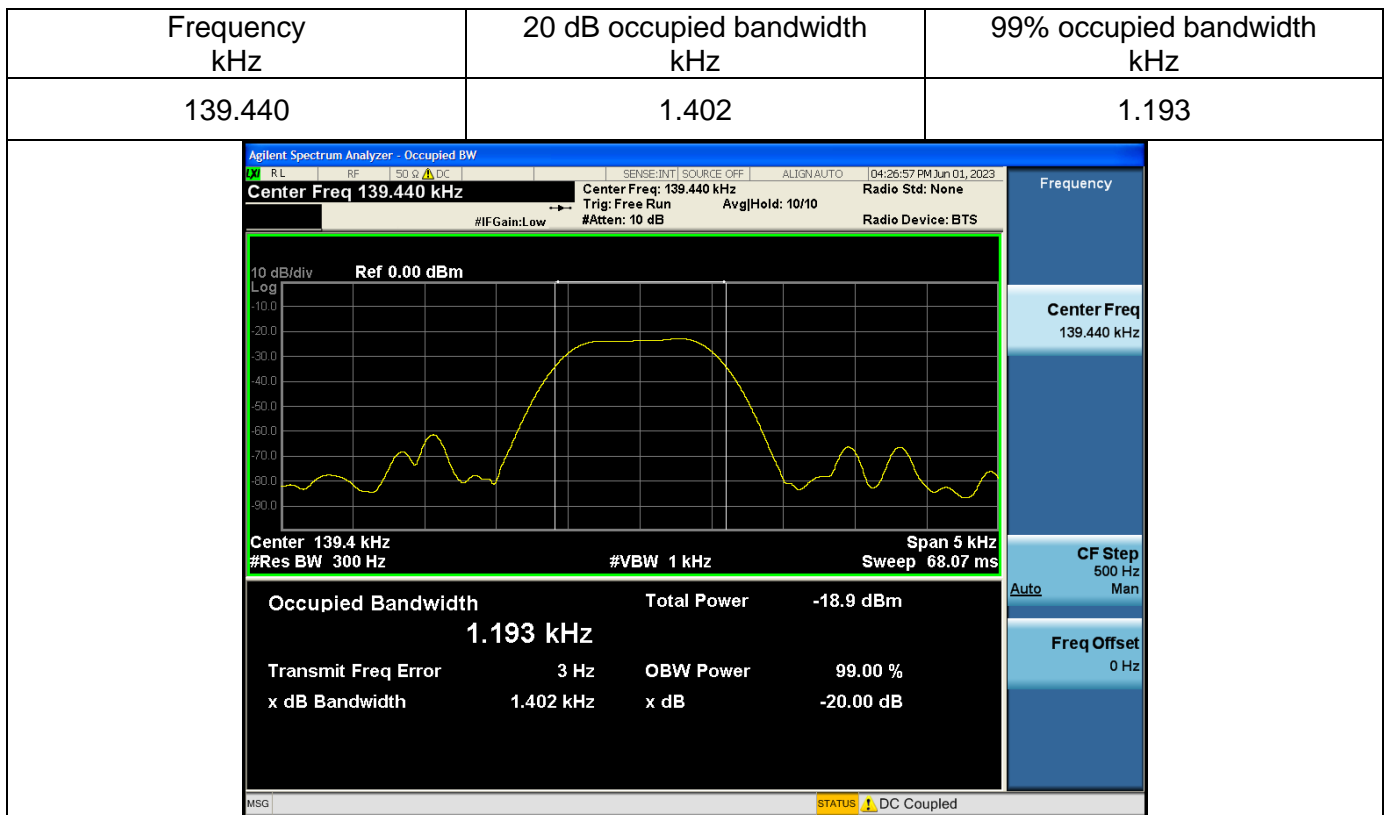 Frequency
kHz
20 dB occupied bandwidth
kHz
99% occupied bandwidth
kHz
139.440
1.402
1.193
Agilent Spectrum Analyzer - Occupied BW
LXI RL RF 50 Ω DC SENSE:INT SOURCE OFF ALIGN AUTO 04:26:57 PM Jun 01, 2023
Center Freq 139.440 kHz
Center Freq: 139.440 kHz
Radio Std: None
Trig: Free Run Avg|Hold: 10/10
#IFGain:Low
#Atten: 10 dB
Radio Device: BTS
10 dB/div Ref 0.00 dBm
Log
-10.0
-20.0
-30.0
-40.0
-50.0
-60.0
-70.0
-80.0
-90.0
Center 139.4 kHz Span 5 kHz
#Res BW 300 Hz #VBW 1 kHz Sweep 68.07 ms
Occupied Bandwidth Total Power -18.9 dBm
1.193 kHz
Transmit Freq Error 3 Hz OBW Power 99.00 %
x dB Bandwidth 1.402 kHz x dB -20.00 dB
Frequency
Center Freq
139.440 kHz
CF Step
500 Hz
Auto Man
Freq Offset
0 Hz
MSG STATUS DC Coupled